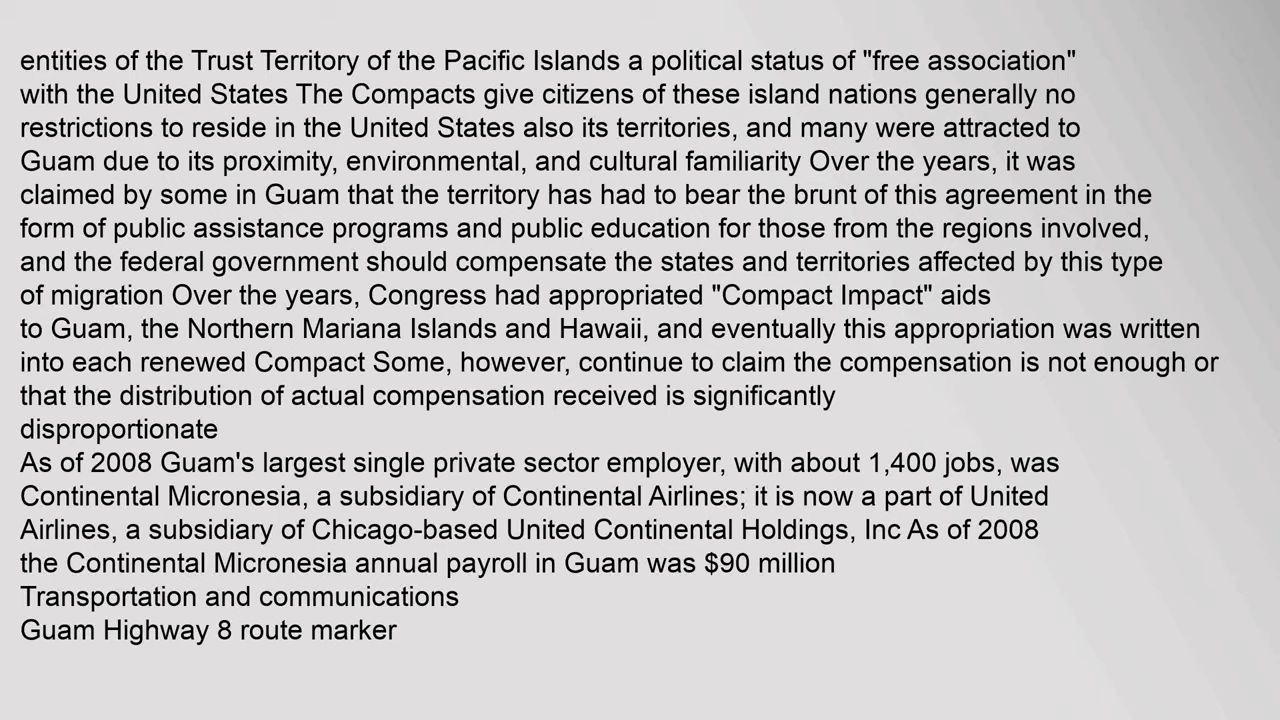 entities of the Trust Territory of the Pacific Islands a political status of "free association"
with the United States The Compacts give citizens of these island nations generally no
restrictions to reside in the United States also its territories, and many were attracted to
Guam due to its proximity, environmental, and cultural familiarity Over the years, it was
claimed by some in Guam that the territory has had to bear the brunt of this agreement in the
form of public assistance programs and public education for those from the regions involved,
and the federal government should compensate the states and territories affected by this type
of migration Over the years, Congress had appropriated "Compact Impact" aids
to Guam, the Northern Mariana Islands and Hawaii, and eventually this appropriation was written
into each renewed Compact Some, however, continue to claim the compensation is not enough or
that the distribution of actual compensation received is significantly
disproportionate
As of 2008 Guam's largest single private sector employer, with about 1,400 jobs, was
Continental Micronesia, a subsidiary of Continental Airlines; it is now a part of United
Airlines, a subsidiary of Chicago-based United Continental Holdings, Inc As of 2008
the Continental Micronesia annual payroll in Guam was $90 million
Transportation and communications
Guam Highway 8 route marker